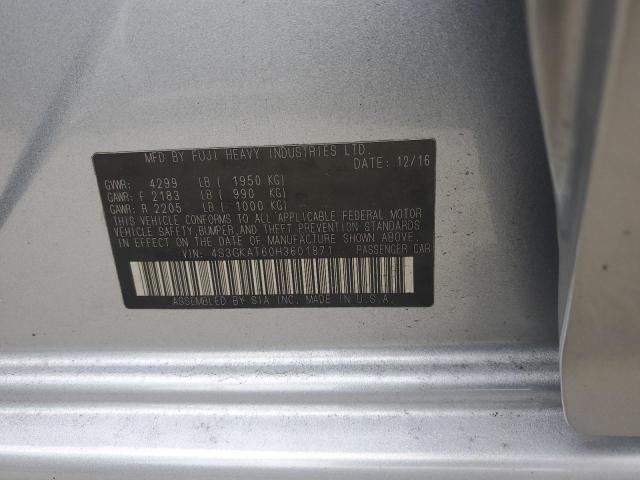 MFD BY FUJI HEAVY INDUSTRIES LTD.
DATE: 12/16
GVWR: 4299 LB ( 1950 KG)
GAWR: F 2183 LB ( 990 KG)
GAWR: R 2205 LB ( 1000 KG)
THIS VEHICLE CONFORMS TO ALL APPLICABLE FEDERAL MOTOR
VEHICLE SAFETY, BUMPER, AND THEFT PREVENTION STANDARDS
IN EFFECT ON THE DATE OF MANUFACTURE SHOWN ABOVE.
VIN: 4S3GKAT60H3601871 PASSENGER CAR
ASSEMBLED BY SIA INC. MADE IN U.S.A.